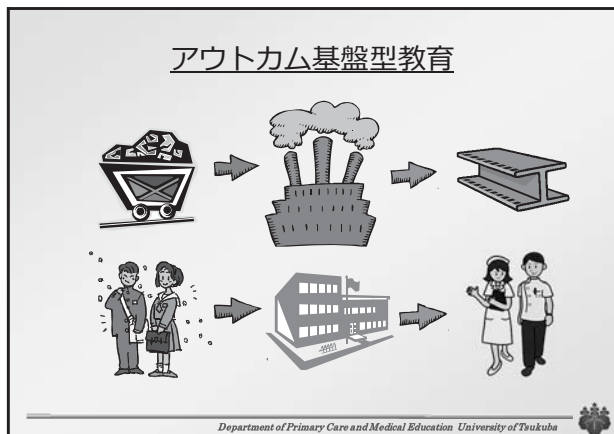 アウトカム基盤型教育
Department of Primary Care and Medical Education University of Tsukuba